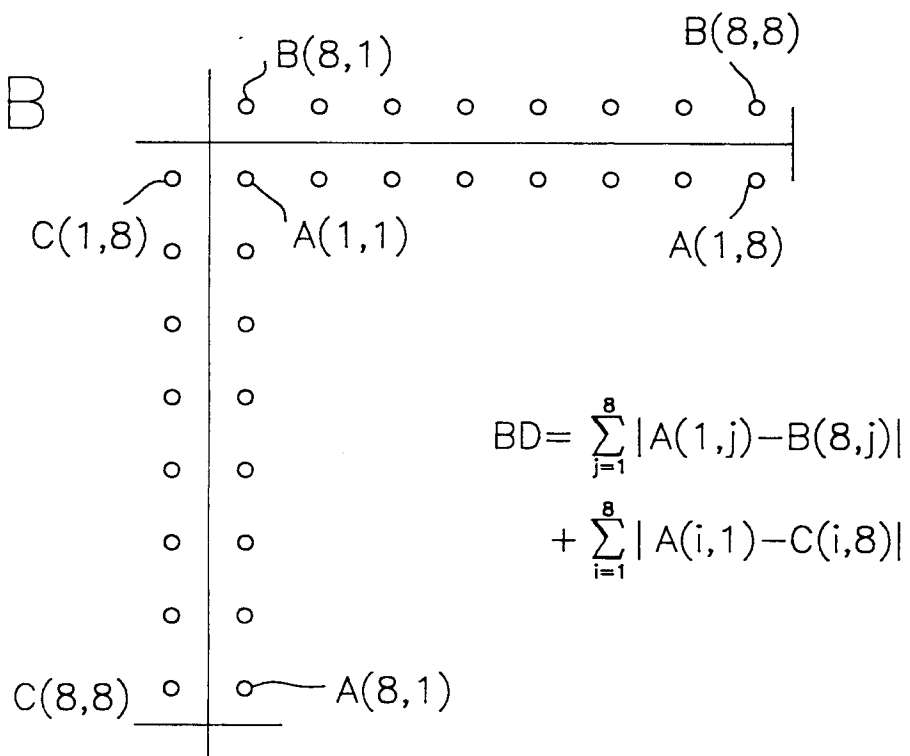 B
B(8,1)
B(8,8)
C(1,8)
A(1,1)
A(1,8)
BD= 8 ∑ j=1 |A(1,j)−B(8,j)|
+ 8 ∑ i=1 |A(i,1)−C(i,8)|
C(8,8)
A(8,1)